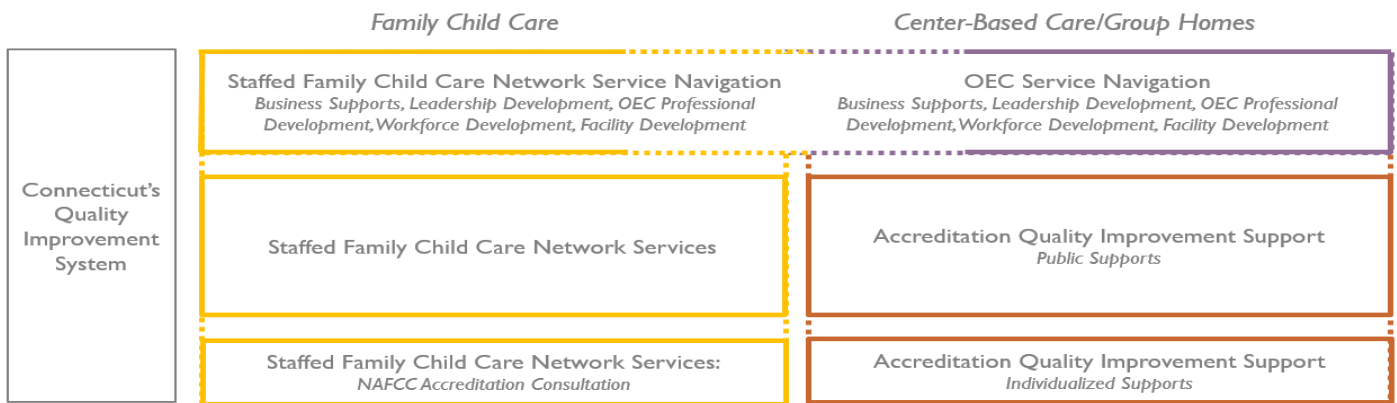 Family Child Care
Center-Based Care/Group Homes
Connecticut's
Quality
Improvement
System
Staffed Family Child Care Network Service Navigation
Business Supports, Leadership Development, OEC Professional
Development, Workforce Development, Facility Development
OEC Service Navigation
Business Supports, Leadership Development, OEC Professional
Development, Workforce Development, Facility Development
Staffed Family Child Care Network Services
Accreditation Quality Improvement Support
Public Supports
Staffed Family Child Care Network Services:
NAFCC Accreditation Consultation
Accreditation Quality Improvement Support
Individualized Supports